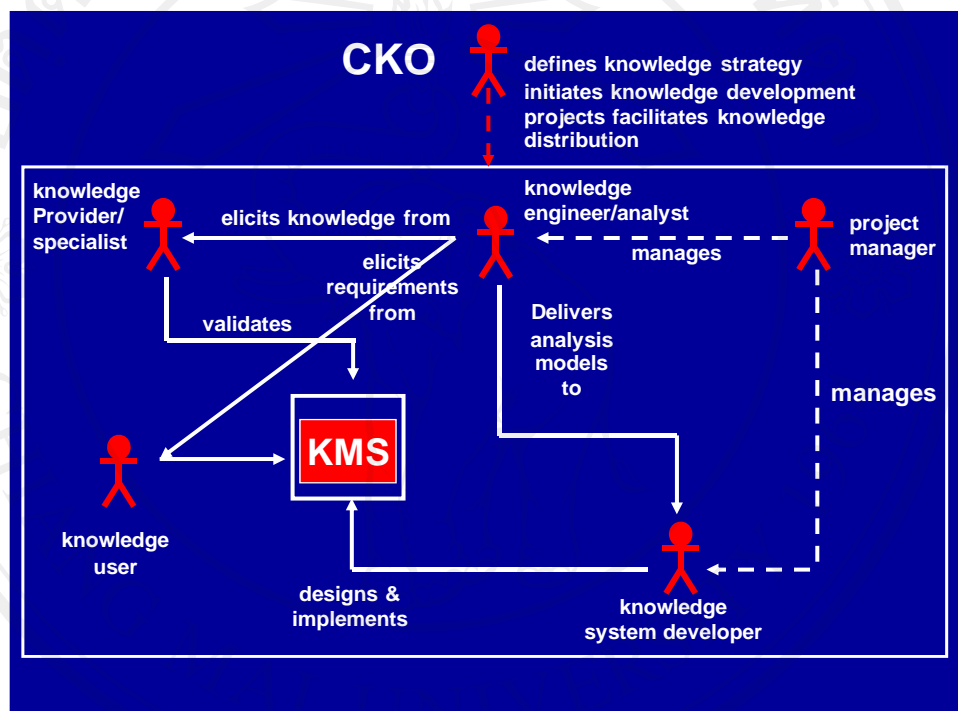 CKO
defines knowledge strategy
initiates knowledge development
projects facilitates knowledge
distribution
knowledge
Provider/
specialist
elicits knowledge from
knowledge
engineer/analyst
manages
project
manager
elicits
requirements
from
validates
Delivers
analysis
models
to
manages
KMS
knowledge
user
designs &
implements
knowledge
system developer